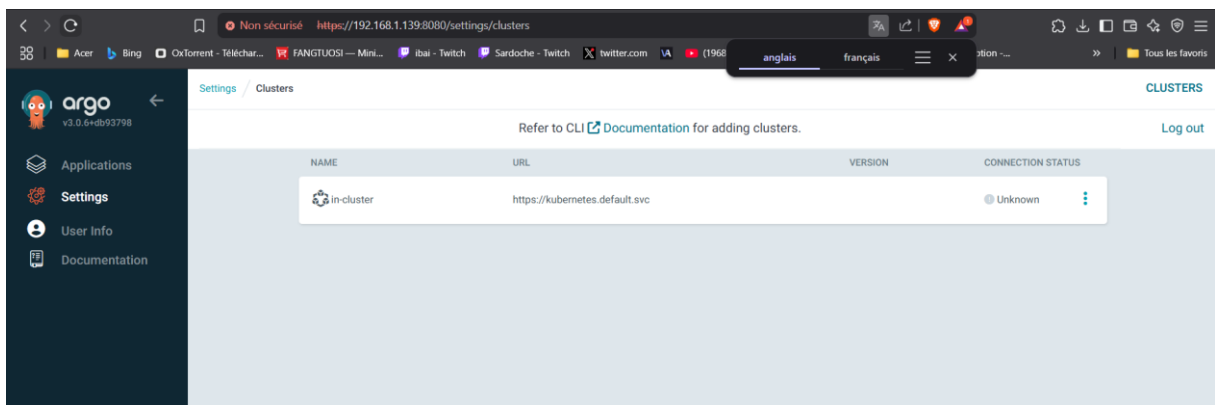 Non sécurisé https://192.168.1.139:8080/settings/clusters
Acer Bing OxTorrent - Téléchar... FANGTUOSI — Mini... ibai - Twitch Sardoche - Twitch twitter.com (1968 ption -... » Tous les favoris
anglais français
argo
v3.0.6+db93798
Settings / Clusters CLUSTERS
Refer to CLI Documentation for adding clusters. Log out
Applications
Settings
User Info
Documentation
NAME URL VERSION CONNECTION STATUS
in-cluster https://kubernetes.default.svc Unknown